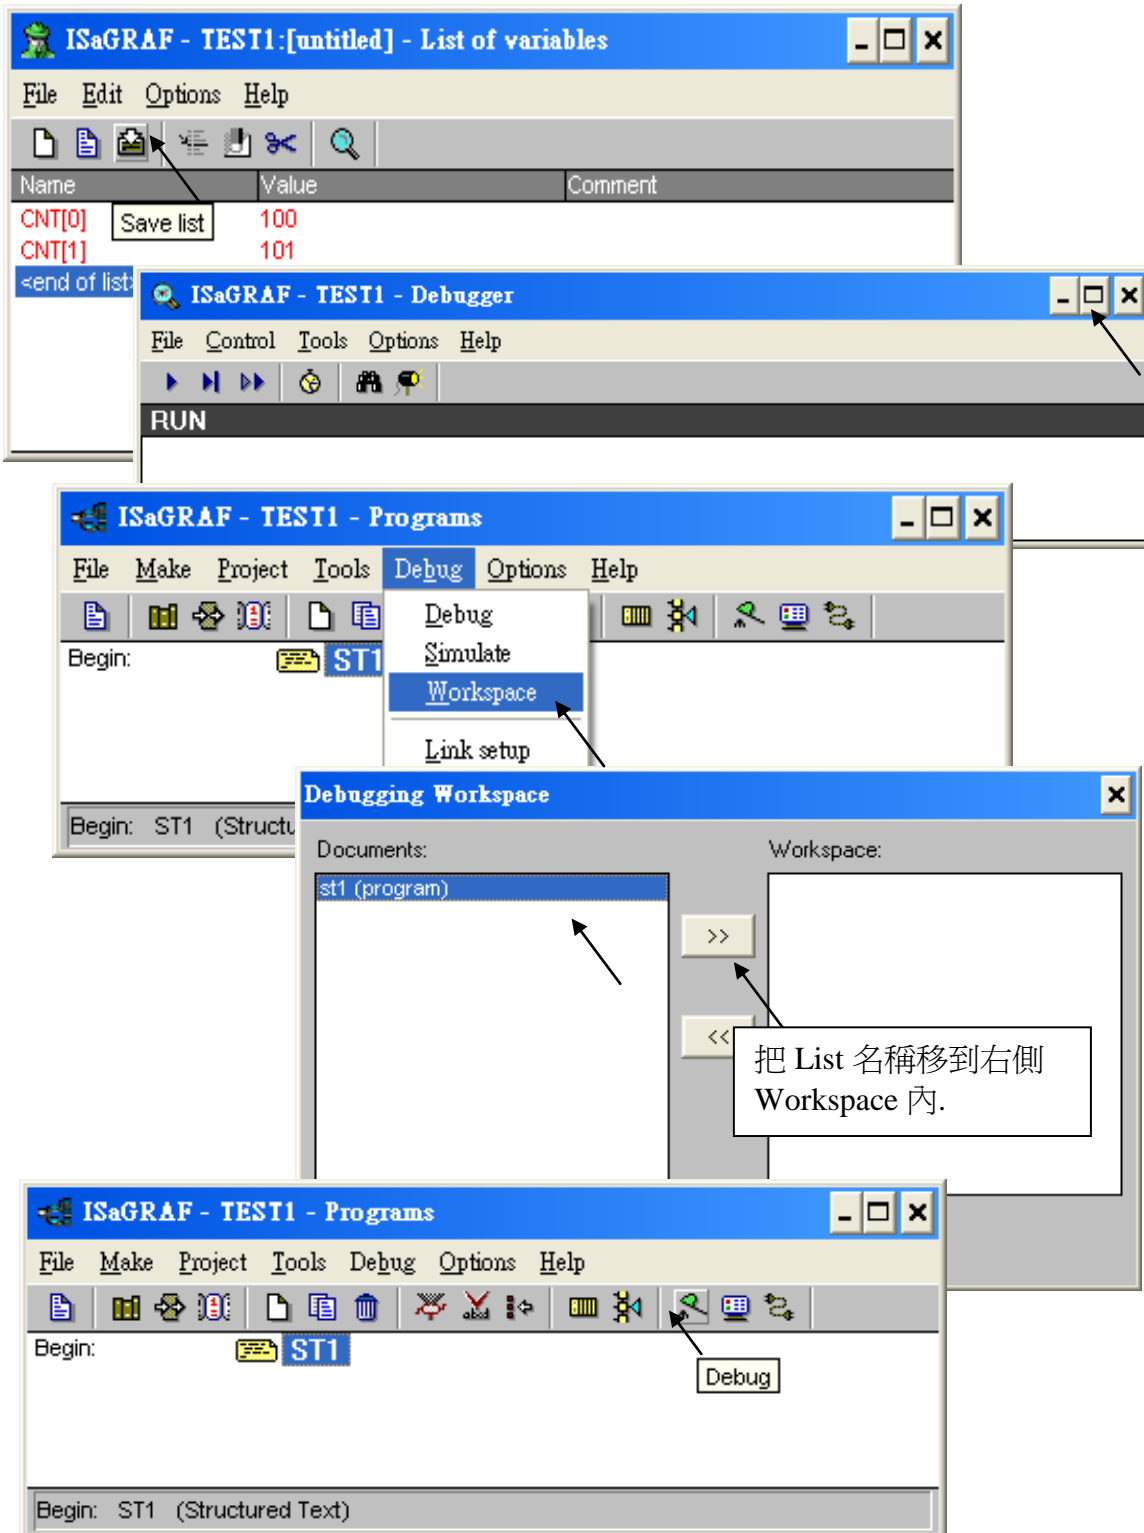 ISaGRAF - TEST1:[untitled] - List of variables
File Edit Options Help
Name Value Comment
CNT[0] 100
Save list
CNT[1] 101
<end of list>
ISaGRAF - TEST1 - Debugger
File Control Tools Options Help
RUN
ISaGRAF - TEST1 - Programs
File Make Project Tools Debug Options Help
Debug
Begin: ST1
Simulate
Workspace
Link setup
Begin: ST1 (Structu
Debugging Workspace
Documents: Workspace:
st1 (program)
>>
<<
把 List 名稱移到右側
Workspace 內.
ISaGRAF - TEST1 - Programs
File Make Project Tools Debug Options Help
Begin: ST1
Debug
Begin: ST1 (Structured Text)